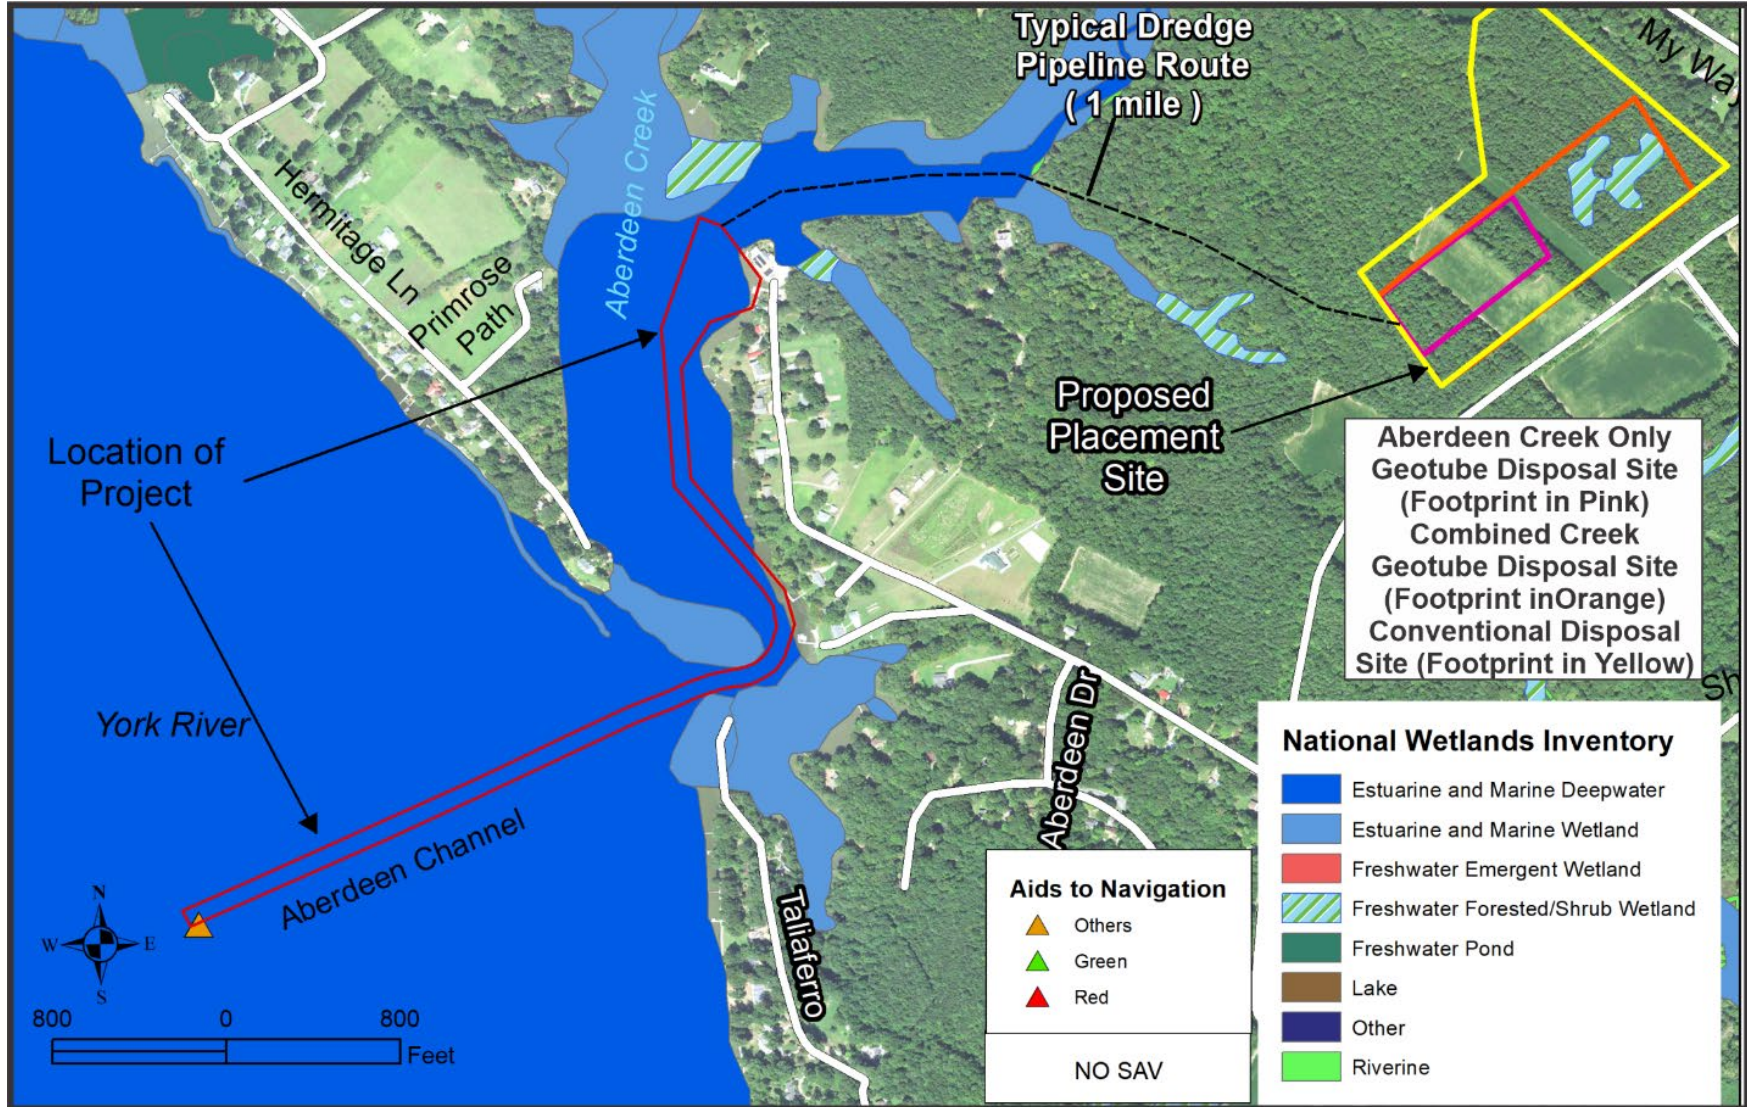 Typical Dredge
Pipeline Route
( 1 mile )
My Way
Aberdeen Creek
Hermitage Ln
Primrose
Path
Location of
Project
Proposed
Placement
Site
Aberdeen Creek Only
Geotube Disposal Site
(Footprint in Pink)
Combined Creek
Geotube Disposal Site
(Footprint inOrange)
Conventional Disposal
Site (Footprint in Yellow)
Sh
York River
Aberdeen Channel
Aberdeen Dr
Taliaferro
N
W
E
S
800 0 800
Feet
Aids to Navigation
Others
Green
Red
NO SAV
National Wetlands Inventory
Estuarine and Marine Deepwater
Estuarine and Marine Wetland
Freshwater Emergent Wetland
Freshwater Forested/Shrub Wetland
Freshwater Pond
Lake
Other
Riverine